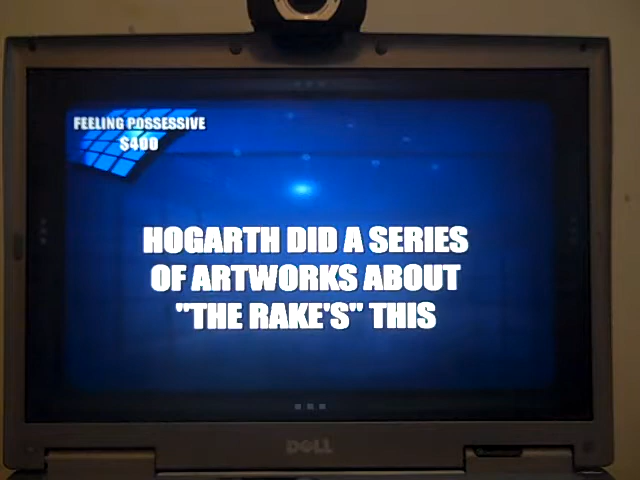 FEELING POSSESSIVE
$400
HOGARTH DID A SERIES
OF ARTWORKS ABOUT
"THE RAKE'S" THIS
DELL